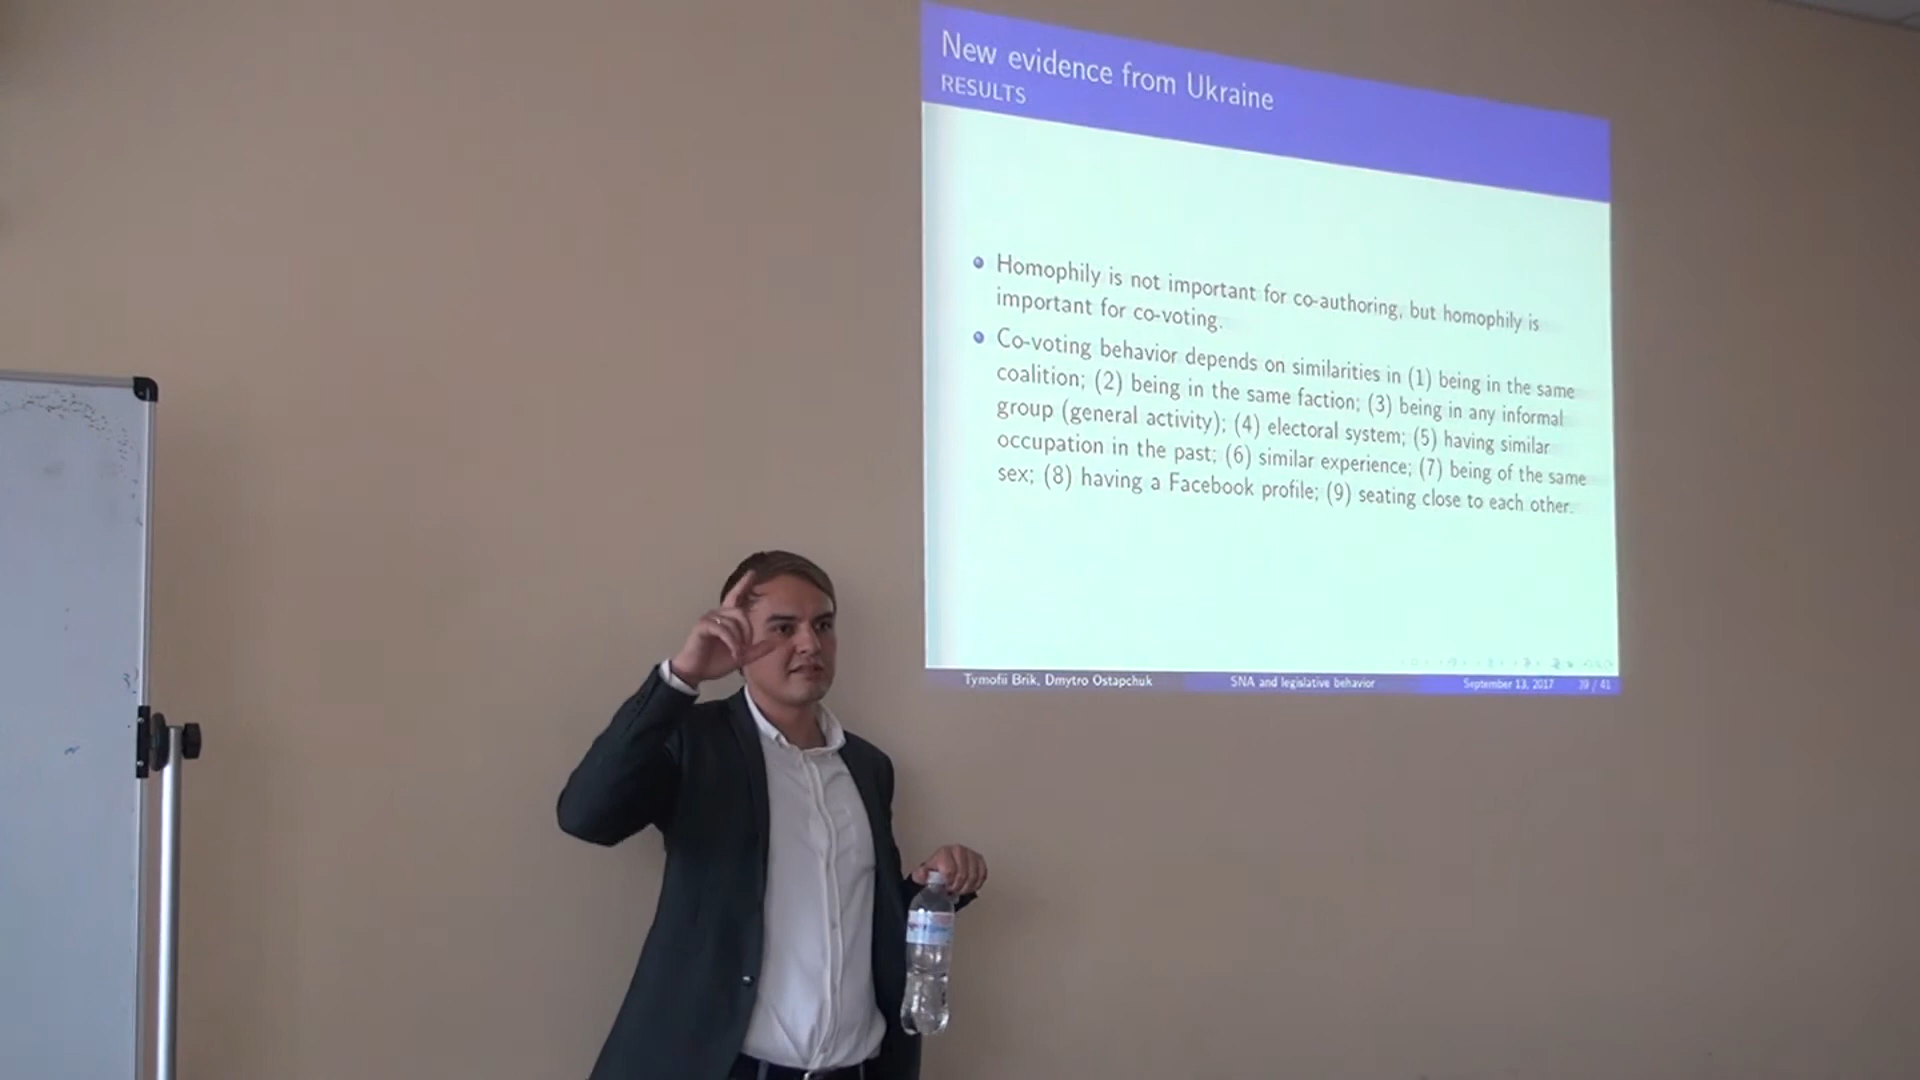 New evidence from Ukraine
RESULTS
Homophily is not important for co-authoring, but homophily is
important for co-voting.
Co-voting behavior depends on similarities in (1) being in the same
coalition; (2) being in the same faction; (3) being in any informal
group (general activity); (4) electoral system; (5) having similar
occupation in the past; (6) similar experience; (7) being of the same
sex; (8) having a Facebook profile; (9) seating close to each other.
Tymofii Brik, Dmytro Ostapchuk
SNA and legislative behavior
September 13, 2017
39 / 41